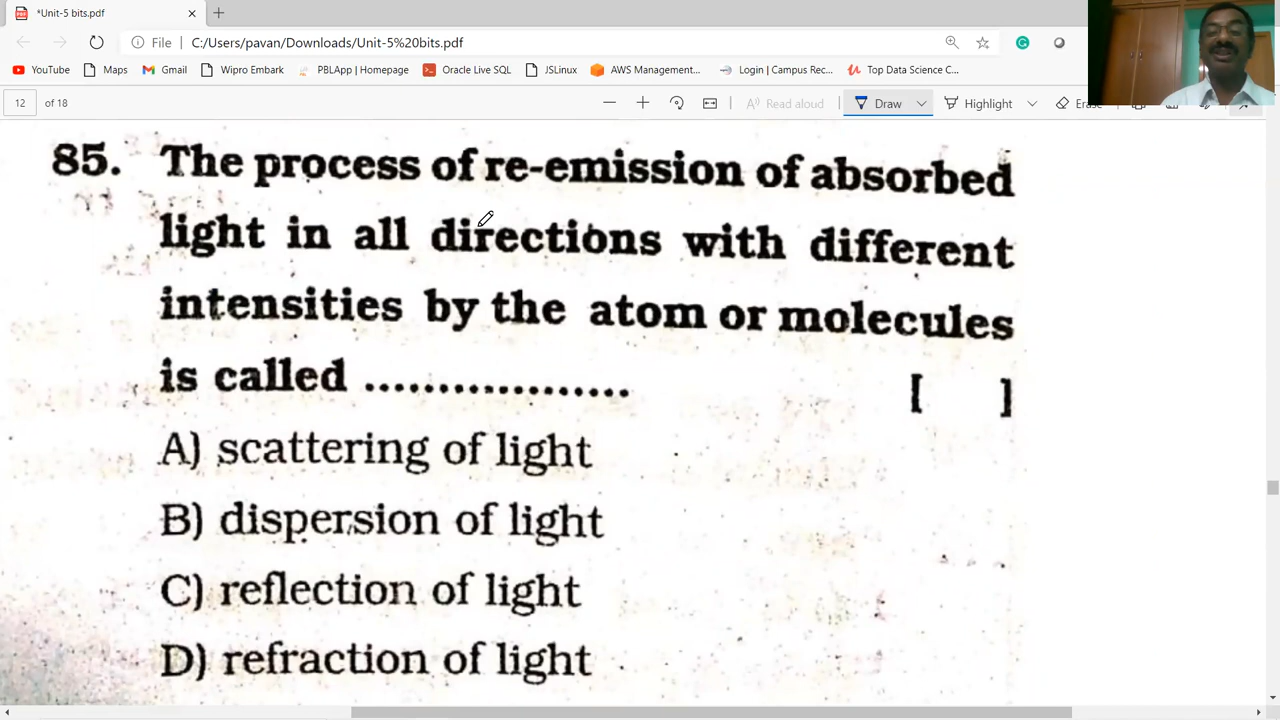 *Unit-5 bits.pdf
File C:/Users/pavan/Downloads/Unit-5%20bits.pdf
YouTube Maps Gmail Wipro Embark PBLApp | Homepage Oracle Live SQL JSLinux AWS Management... Login | Campus Rec... Top Data Science C...
12 of 18 Read aloud Draw Highlight Erase
85. The process of re-emission of absorbed
light in all directions with different
intensities by the atom or molecules
is called ................... [ ]
A) scattering of light
B) dispersion of light
C) reflection of light
D) refraction of light